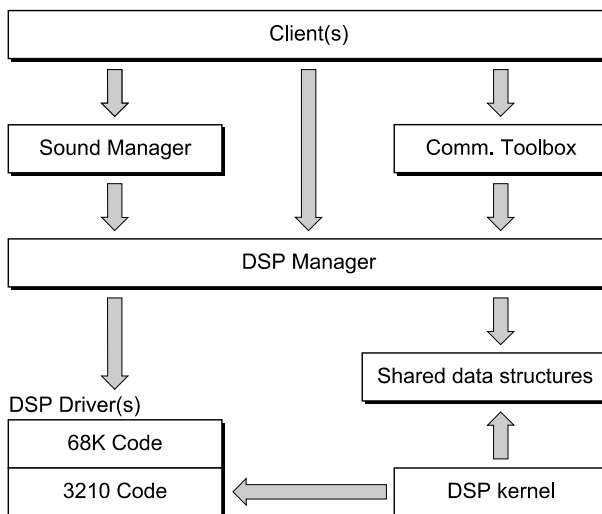 Client(s)
Sound Manager
Comm. Toolbox
DSP Manager
Shared data structures
DSP Driver(s)
68K Code
3210 Code
DSP kernel